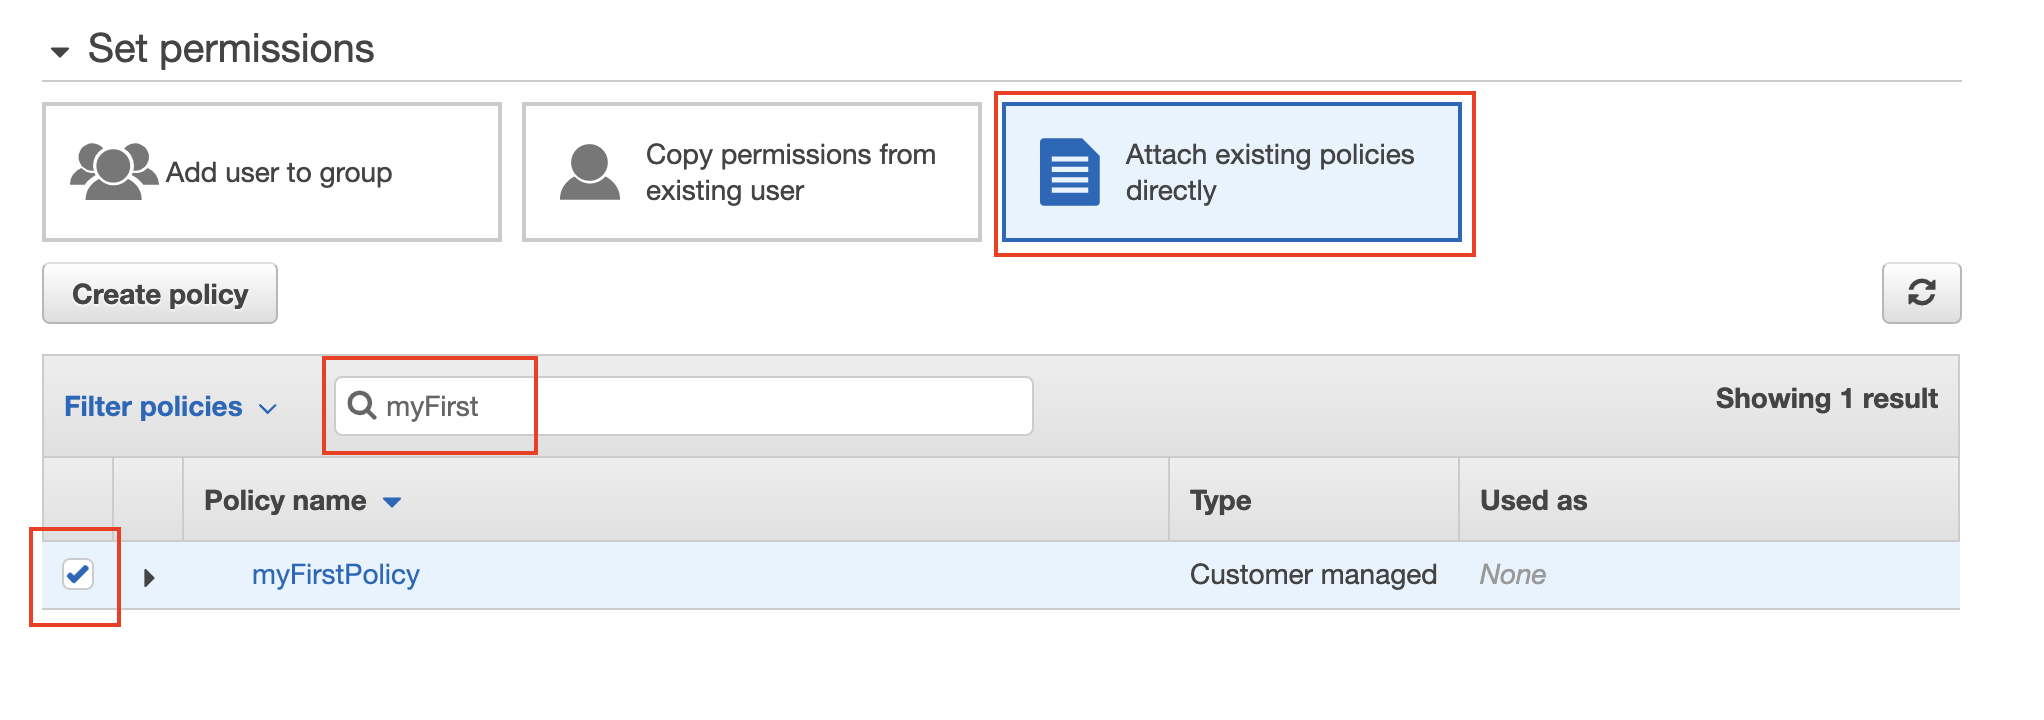 Set permissions
Add user to group
Copy permissions from
existing user
Attach existing policies
directly
Create policy
Filter policies
myFirst
Showing 1 result
Policy name
Type
Used as
myFirstPolicy
Customer managed
None